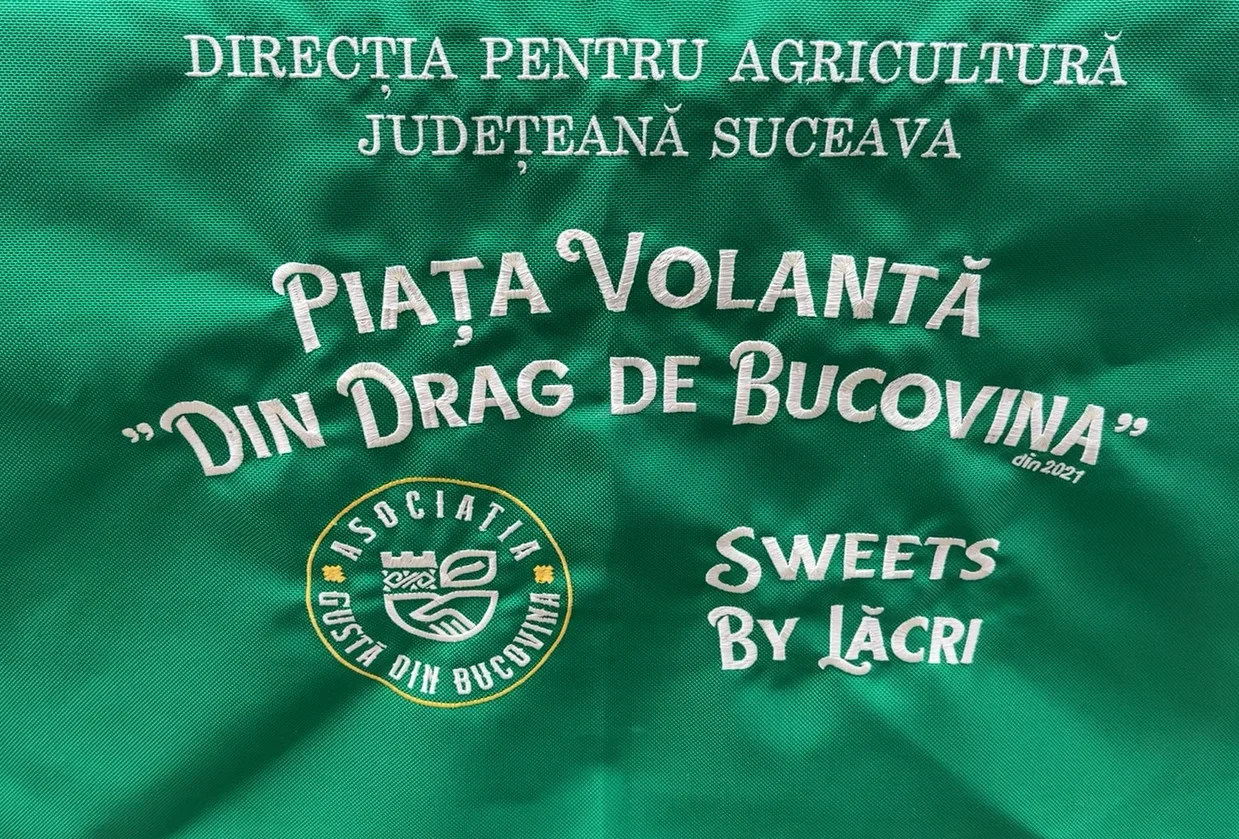 DIRECȚIA PENTRU AGRICULTURĂ
JUDEȚEANĂ SUCEAVA
PIAȚA VOLANTĂ
"DIN DRAG DE BUCOVINA"
din 2021
ASOCIAȚIA
GUSTĂ DIN BUCOVINA
SWEETS
BY LĂCRI